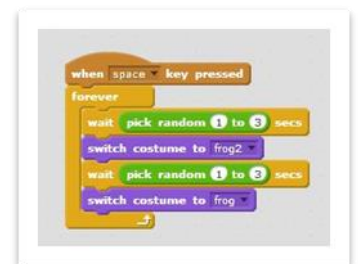 when space key pressed
forever
wait pick random 1 to 3 secs
switch costume to frog2
wait pick random 1 to 3 secs
switch costume to frog